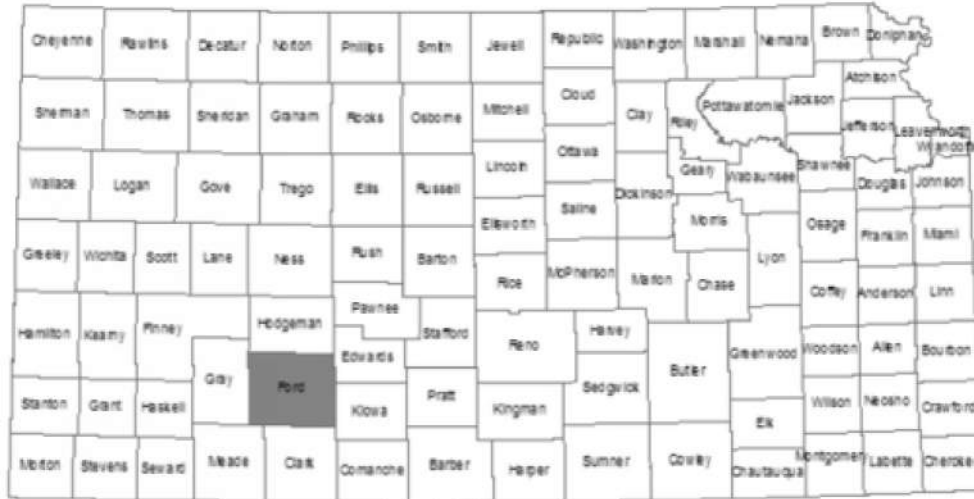 Cheyenne Rawlins Decatur Norton Phillips Smith Jewell Republic Washington Marshall Nemaha Brown Doniphan
Atchison
Sherman Thomas Sheridan Graham Rooks Osborne Mitchell Cloud Clay Riley Pottawatomie Jackson Jefferson Leavenworth
Wyandott
Wallace Logan Gove Trego Ellis Russell Lincoln Ottawa Dickinson Geary Wabaunsee Shawnee Douglas Johnson
Greeley Wichita Scott Lane Ness Rush Barton Ellsworth Saline Morris Osage Franklin Miami
Rice McPherson Marion Chase Lyon Coffey Anderson Linn
Hamilton Kearny Finney Hodgeman Pawnee Stafford Reno Harvey Butler Greenwood Woodson Allen Bourbon
Edwards
Stanton Grant Haskell Gray Ford Kiowa Pratt Kingman Sedgwick Elk Wilson Neosho Crawford
Morton Stevens Seward Meade Clark Comanche Barber Harper Sumner Cowley Chautauqua Montgomery Labette Cheroke